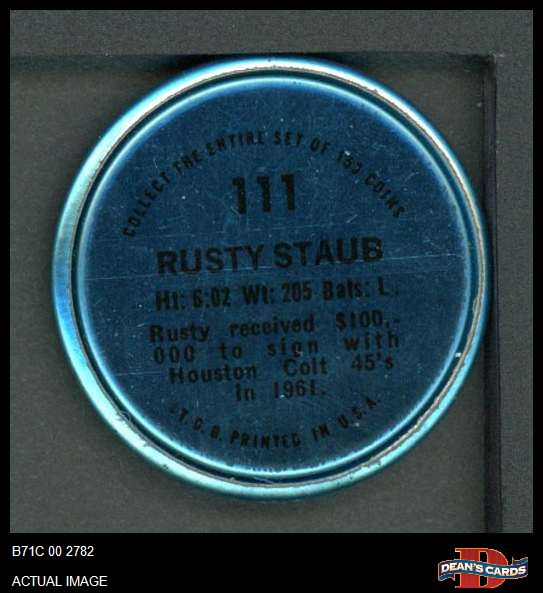 COLLECT THE ENTIRE SET OF 153 COINS
111
RUSTY STAUB
Ht: 6:02 Wt: 205 Bats: L.
Rusty received $100,-
000 to sign with
Houston Colt 45's
in 1961.
T.C.G. PRINTED IN U.S.A.
B71C 00 2782
ACTUAL IMAGE
DEAN'S CARDS